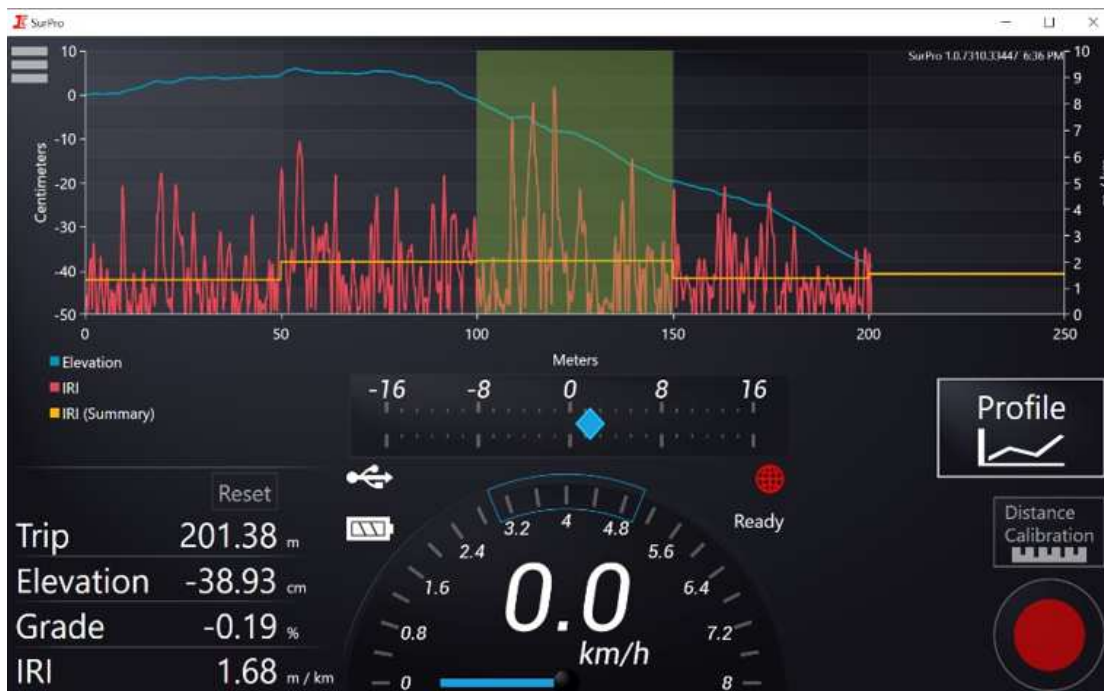 SurPro
SurPro 1.0.7310.33447 6:36 PM
10
0
-10
-20
-30
-40
-50
Centimeters
10
9
8
7
6
5
4
3
2
1
0
0 50 100 150 200 250
Meters
Elevation
IRI
IRI (Summary)
-16 -8 0 8 16
Profile
Reset
Ready
Distance
Calibration
Trip 201.38 m
Elevation -38.93 cm
Grade -0.19 %
IRI 1.68 m / km
0 0.8 1.6 2.4 3.2 4 4.8 5.6 6.4 7.2 8
0.0
km/h